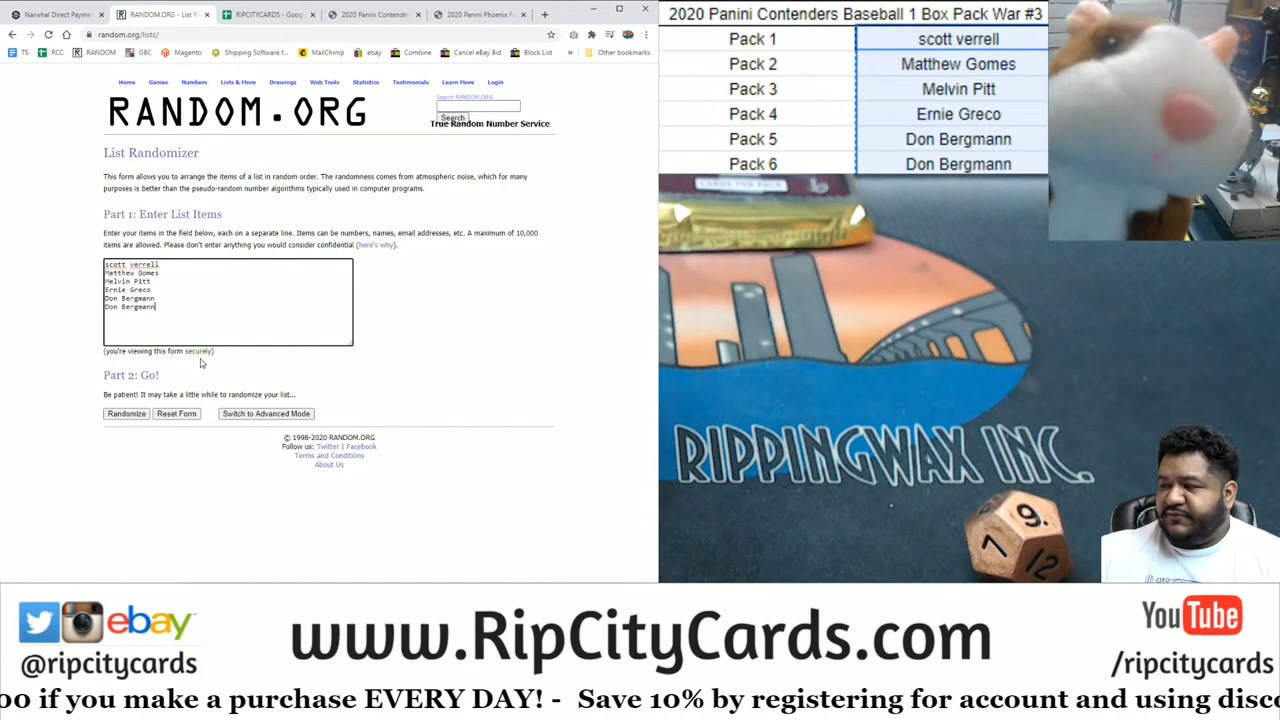 Narwhal Direct Payme
RANDOM.ORG - List R
RIPCITYCARDS - Goog
2020 Panini Contender
2020 Panini Phoenix F
random.org/lists/
TS
RCC
RANDOM
GBC
Magento
Shipping Software f...
MailChimp
ebay
Combine
Cancel eBay Bid
Block List
Other bookmarks
Home Games Numbers Lists & More Drawings Web Tools Statistics Testimonials Learn More Login
RANDOM.ORG
Search RANDOM.ORG
Search
True Random Number Service
List Randomizer
This form allows you to arrange the items of a list in random order. The randomness comes from atmospheric noise, which for many
purposes is better than the pseudo-random number algorithms typically used in computer programs.
Part 1: Enter List Items
Enter your items in the field below, each on a separate line. Items can be numbers, names, email addresses, etc. A maximum of 10,000
items are allowed. Please don't enter anything you would consider confidential (here's why).
scott verrell
Matthew Gomes
Melvin Pitt
Ernie Greco
Don Bergmann
Don Bergmann
(you're viewing this form securely)
Part 2: Go!
Be patient! It may take a little while to randomize your list...
Randomize Reset Form Switch to Advanced Mode
© 1998-2020 RANDOM.ORG
Follow us: Twitter | Facebook
Terms and Conditions
About Us
2020 Panini Contenders Baseball 1 Box Pack War #3
Pack 1 scott verrell
Pack 2 Matthew Gomes
Pack 3 Melvin Pitt
Pack 4 Ernie Greco
Pack 5 Don Bergmann
Pack 6 Don Bergmann
CARDS PER PACK
RIPPINGWAX INC.
9.
7
12
ebay
@ripcitycards
www.RipCityCards.com
YouTube
/ripcitycards
00 if you make a purchase EVERY DAY! - Save 10% by registering for account and using disc